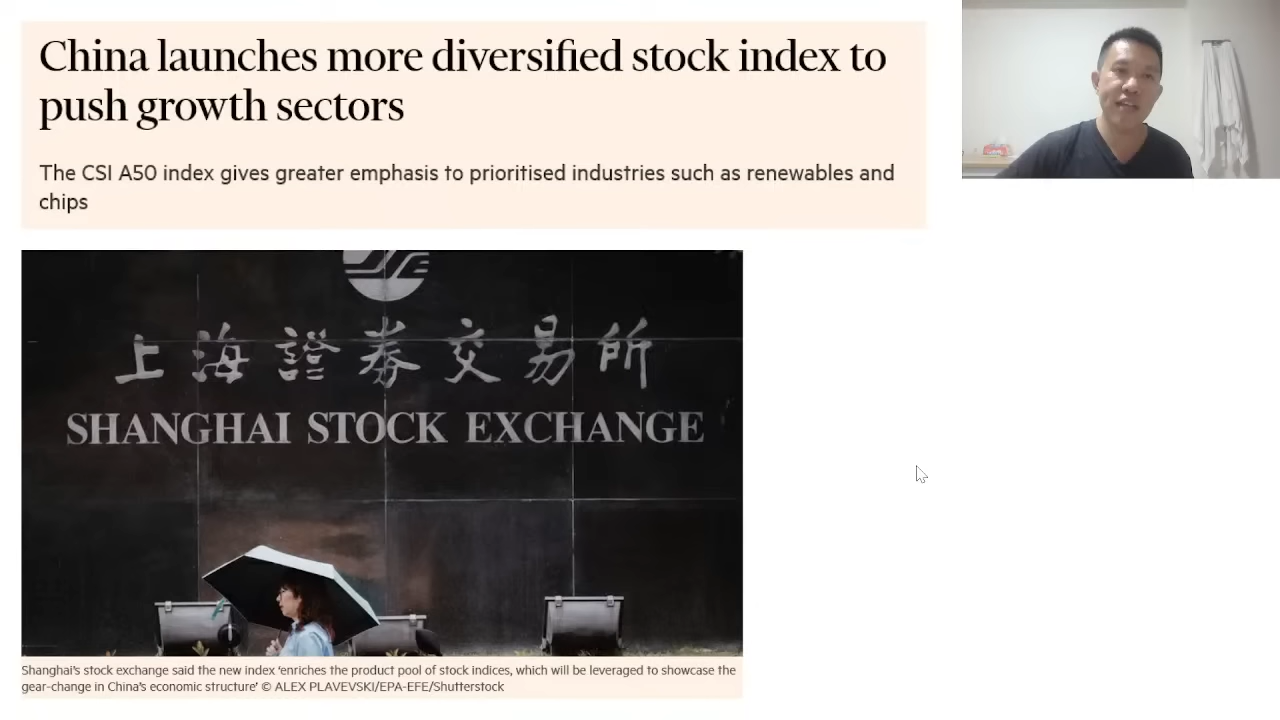 China launches more diversified stock index to
push growth sectors
The CSI A50 index gives greater emphasis to prioritised industries such as renewables and
chips
上海證券交易所
SHANGHAI STOCK EXCHANGE
Shanghai's stock exchange said the new index ‘enriches the product pool of stock indices, which will be leveraged to showcase the
gear-change in China's economic structure’ © ALEX PLAVEVSKI/EPA-EFE/Shutterstock